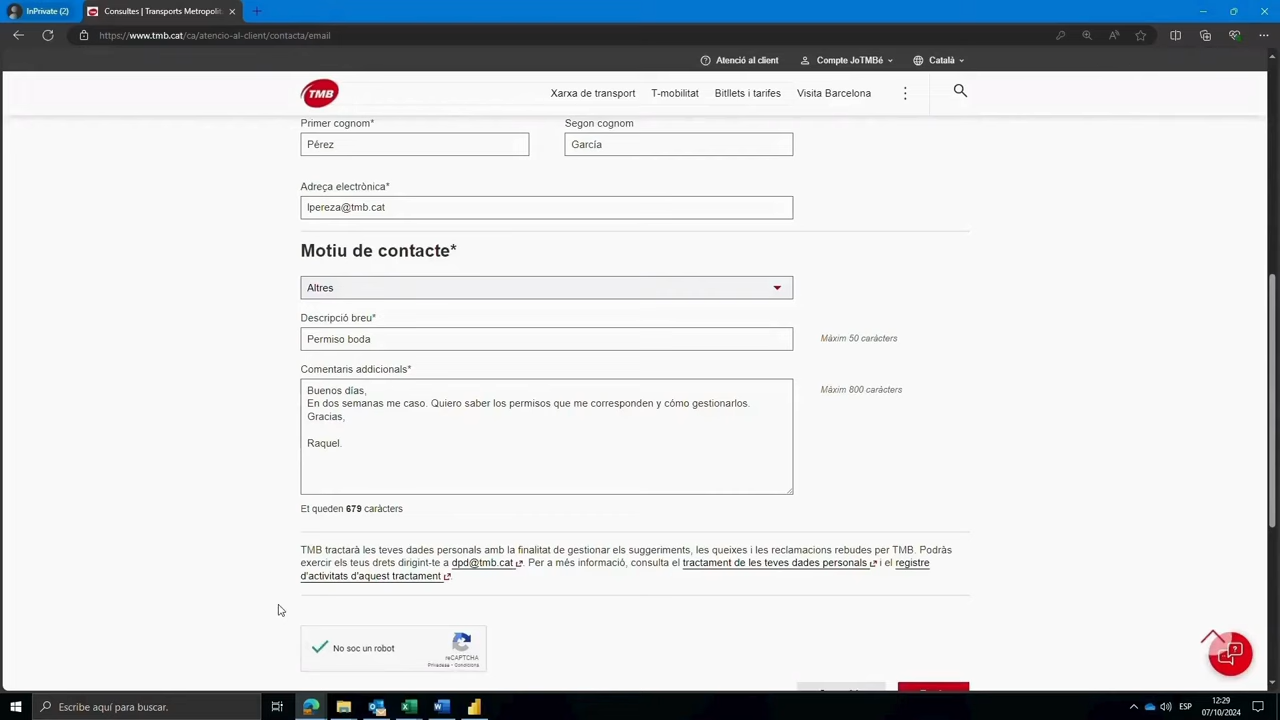 InPrivate (2)
Consultes | Transports Metropolit
https://www.tmb.cat/ca/atencio-al-client/contacta/email
Atenció al client
Compte JoTMBé
Català
TMB
Xarxa de transport
T-mobilitat
Bitllets i tarifes
Visita Barcelona
Primer cognom*
Segon cognom
Pérez
García
Adreça electrònica*
lpereza@tmb.cat
Motiu de contacte*
Altres
Descripció breu*
Permiso boda
Màxim 50 caràcters
Comentaris addicionals*
Màxim 800 caràcters
Buenos días,
En dos semanas me caso. Quiero saber los permisos que me corresponden y cómo gestionarlos.
Gracias,
Raquel.
Et queden 679 caràcters
TMB tractarà les teves dades personals amb la finalitat de gestionar els suggeriments, les queixes i les reclamacions rebudes per TMB. Podràs
exercir els teus drets dirigint-te a dpd@tmb.cat . Per a més informació, consulta el tractament de les teves dades personals i el registre
d'activitats d'aquest tractament .
No soc un robot
reCAPTCHA
Privadesa - Condicions
Escribe aquí para buscar.
ESP
12:29
07/10/2024